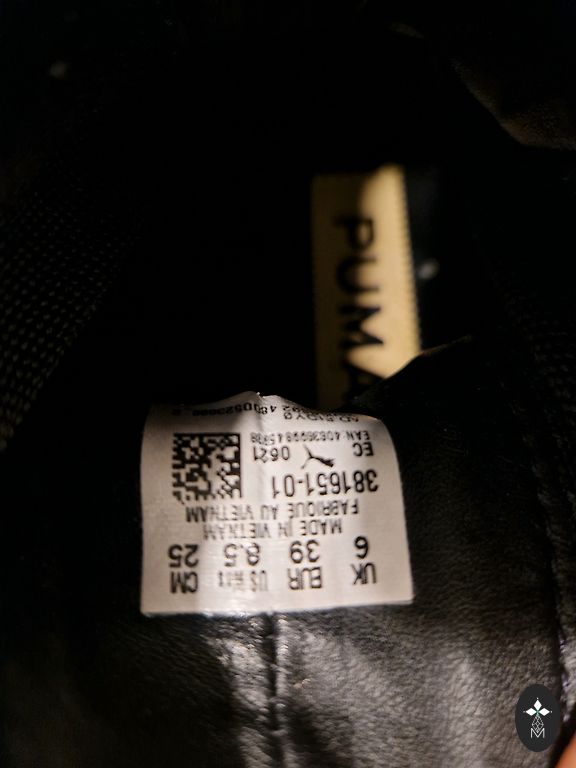 PUMA
UK EUR US CM
6 39 8.5 25
MADE IN VIETNAM
FABRIQUE AU VIETNAM
381651-01
EC 0621
EAN:
M